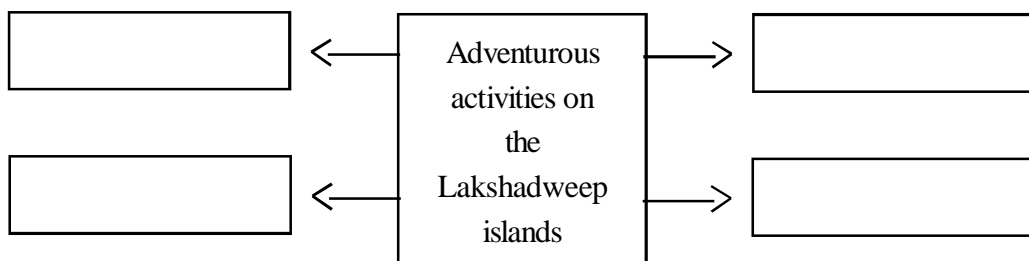 Adventurous
activities on
the
Lakshadweep
islands